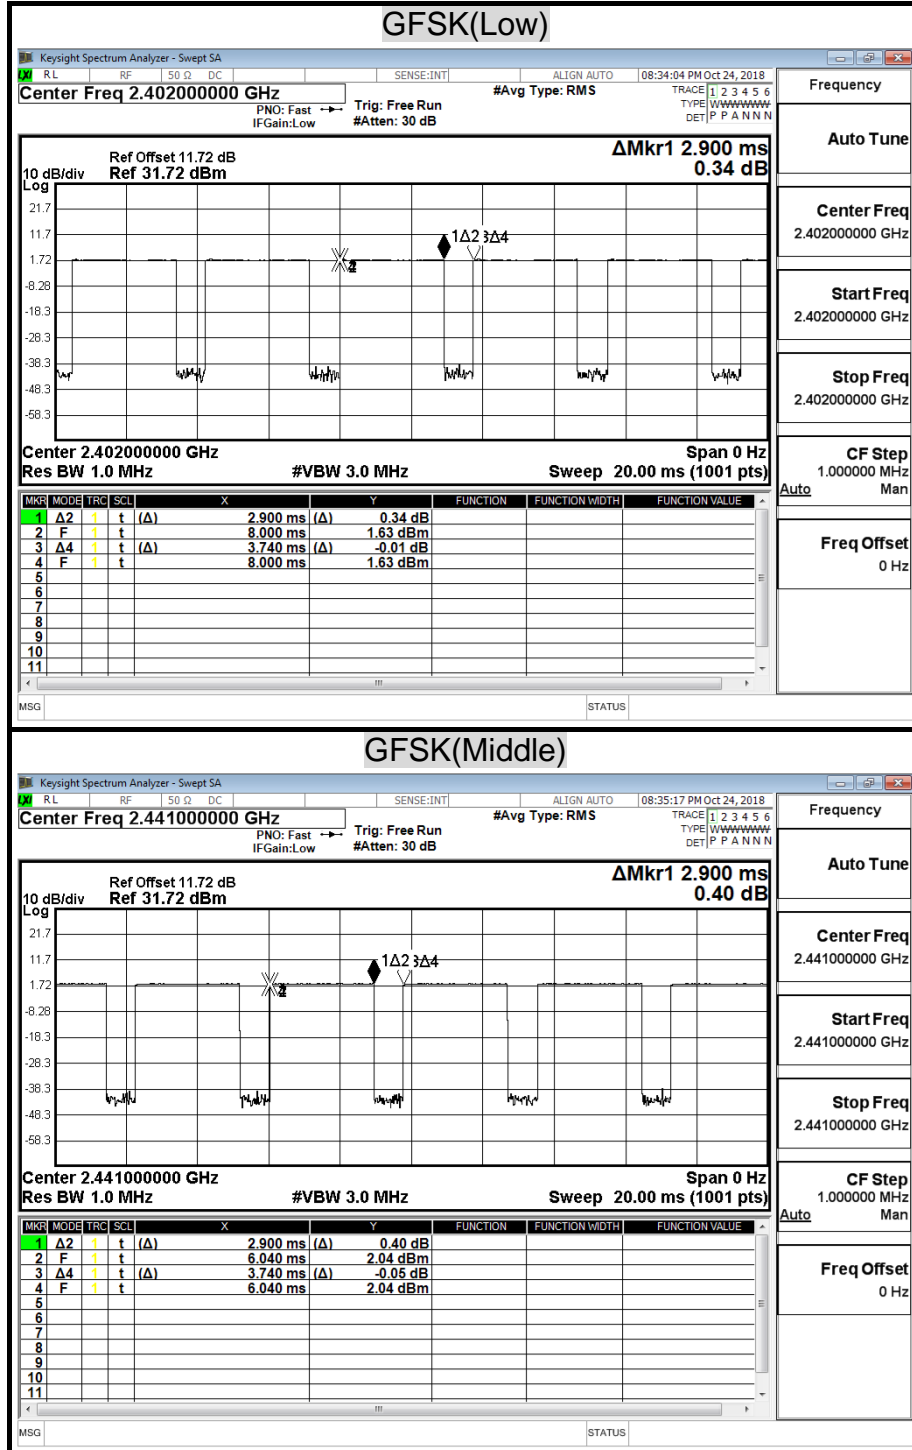 GFSK(Low)
Keysight Spectrum Analyzer - Swept SA
LXI RL RF 50 Ω DC SENSE:INT ALIGN AUTO 08:34:04 PM Oct 24, 2018
Center Freq 2.402000000 GHz #Avg Type: RMS TRACE 1 2 3 4 5 6
PNO: Fast Trig: Free Run TYPE WWWWWW
IFGain:Low #Atten: 30 dB DET P P A N N N
Frequency
Auto Tune
Center Freq
2.402000000 GHz
Start Freq
2.402000000 GHz
Stop Freq
2.402000000 GHz
CF Step
1.000000 MHz
Auto Man
Freq Offset
0 Hz
ΔMkr1 2.900 ms
0.34 dB
Ref Offset 11.72 dB
10 dB/div Ref 31.72 dBm
Log
21.7
11.7
1.72
-8.28
-18.3
-28.3
-38.3
-48.3
-58.3
1Δ2 3Δ4
Center 2.402000000 GHz Span 0 Hz
Res BW 1.0 MHz #VBW 3.0 MHz Sweep 20.00 ms (1001 pts)
MKR MODE TRC SCL X Y FUNCTION FUNCTION WIDTH FUNCTION VALUE
1 Δ2 1 t (Δ) 2.900 ms (Δ) 0.34 dB
2 F 1 t 8.000 ms 1.63 dBm
3 Δ4 1 t (Δ) 3.740 ms (Δ) -0.01 dB
4 F 1 t 8.000 ms 1.63 dBm
5
6
7
8
9
10
11
MSG STATUS
GFSK(Middle)
Keysight Spectrum Analyzer - Swept SA
LXI RL RF 50 Ω DC SENSE:INT ALIGN AUTO 08:35:17 PM Oct 24, 2018
Center Freq 2.441000000 GHz #Avg Type: RMS TRACE 1 2 3 4 5 6
PNO: Fast Trig: Free Run TYPE WWWWWW
IFGain:Low #Atten: 30 dB DET P P A N N N
Frequency
Auto Tune
Center Freq
2.441000000 GHz
Start Freq
2.441000000 GHz
Stop Freq
2.441000000 GHz
CF Step
1.000000 MHz
Auto Man
Freq Offset
0 Hz
ΔMkr1 2.900 ms
0.40 dB
Ref Offset 11.72 dB
10 dB/div Ref 31.72 dBm
Log
21.7
11.7
1.72
-8.28
-18.3
-28.3
-38.3
-48.3
-58.3
1Δ2 3Δ4
Center 2.441000000 GHz Span 0 Hz
Res BW 1.0 MHz #VBW 3.0 MHz Sweep 20.00 ms (1001 pts)
MKR MODE TRC SCL X Y FUNCTION FUNCTION WIDTH FUNCTION VALUE
1 Δ2 1 t (Δ) 2.900 ms (Δ) 0.40 dB
2 F 1 t 6.040 ms 2.04 dBm
3 Δ4 1 t (Δ) 3.740 ms (Δ) -0.05 dB
4 F 1 t 6.040 ms 2.04 dBm
5
6
7
8
9
10
11
MSG STATUS